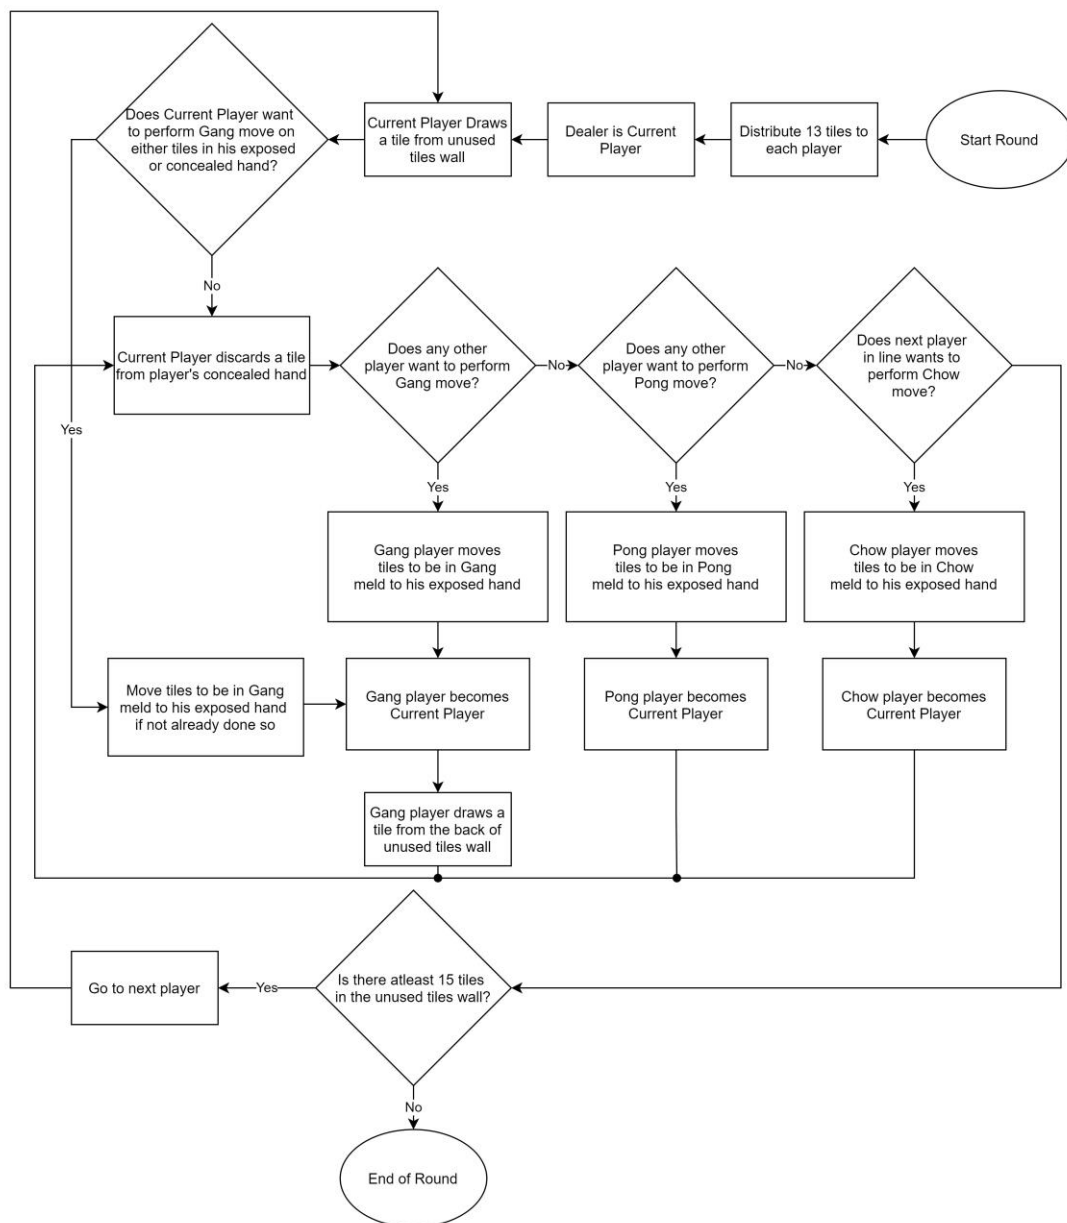 Start Round
Distribute 13 tiles to
each player
Dealer is Current
Player
Current Player Draws
a tile from unused
tiles wall
Does Current Player want
to perform Gang move on
either tiles in his exposed
or concealed hand?
No
Yes
Current Player discards a tile
from player's concealed hand
Does any other
player want to perform
Gang move?
No
Does any other
player want to perform
Pong move?
No
Does next player
in line wants to
perform Chow
move?
Yes
Yes
Yes
Gang player moves
tiles to be in Gang
meld to his exposed hand
Pong player moves
tiles to be in Pong
meld to his exposed hand
Chow player moves
tiles to be in Chow
meld to his exposed hand
Move tiles to be in Gang
meld to his exposed hand
if not already done so
Gang player becomes
Current Player
Pong player becomes
Current Player
Chow player becomes
Current Player
Gang player draws a
tile from the back of
unused tiles wall
Go to next player
Yes
Is there atleast 15 tiles
in the unused tiles wall?
No
End of Round